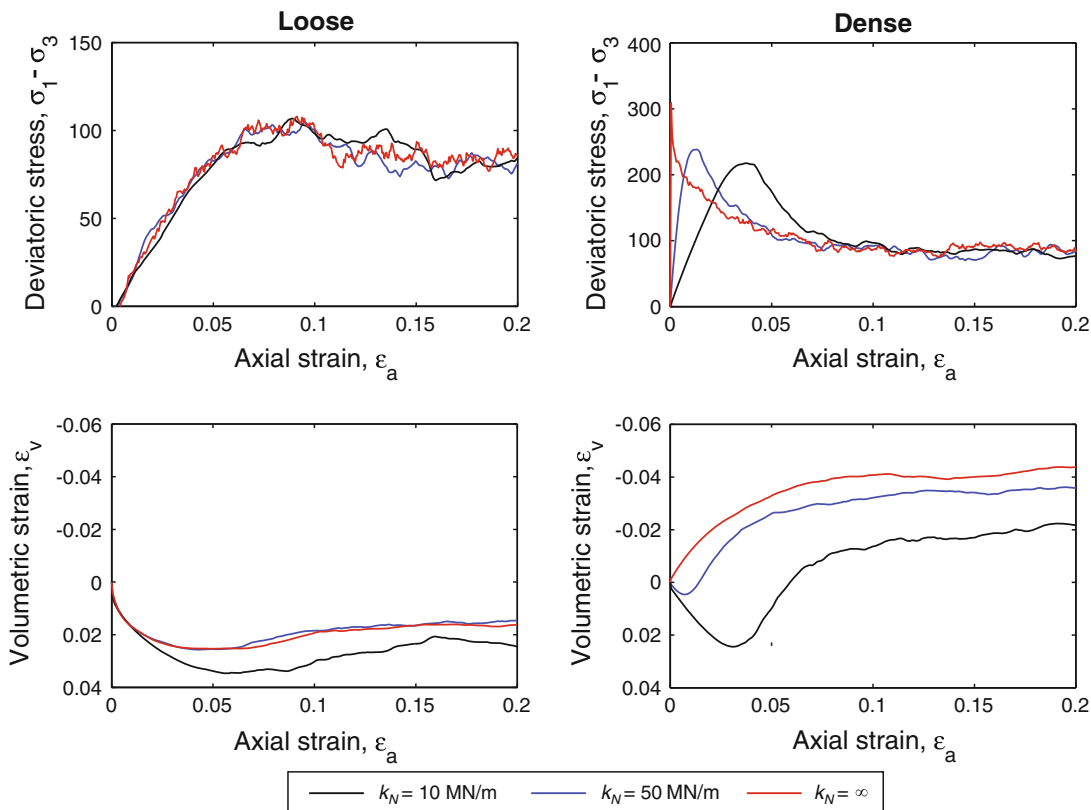 Loose
150
100
50
0
Deviatoric stress, σ₁- σ₃
0 0.05 0.1 0.15 0.2
Axial strain, εₐ
Dense
400
300
200
100
0
Deviatoric stress, σ₁- σ₃
0 0.05 0.1 0.15 0.2
Axial strain, εₐ
-0.06
-0.04
-0.02
0
0.02
0.04
Volumetric strain, εᵥ
0 0.05 0.1 0.15 0.2
Axial strain, εₐ
-0.06
-0.04
-0.02
0
0.02
0.04
Volumetric strain, εᵥ
0 0.05 0.1 0.15 0.2
Axial strain, εₐ
k_N = 10 MN/m k_N = 50 MN/m k_N = ∞